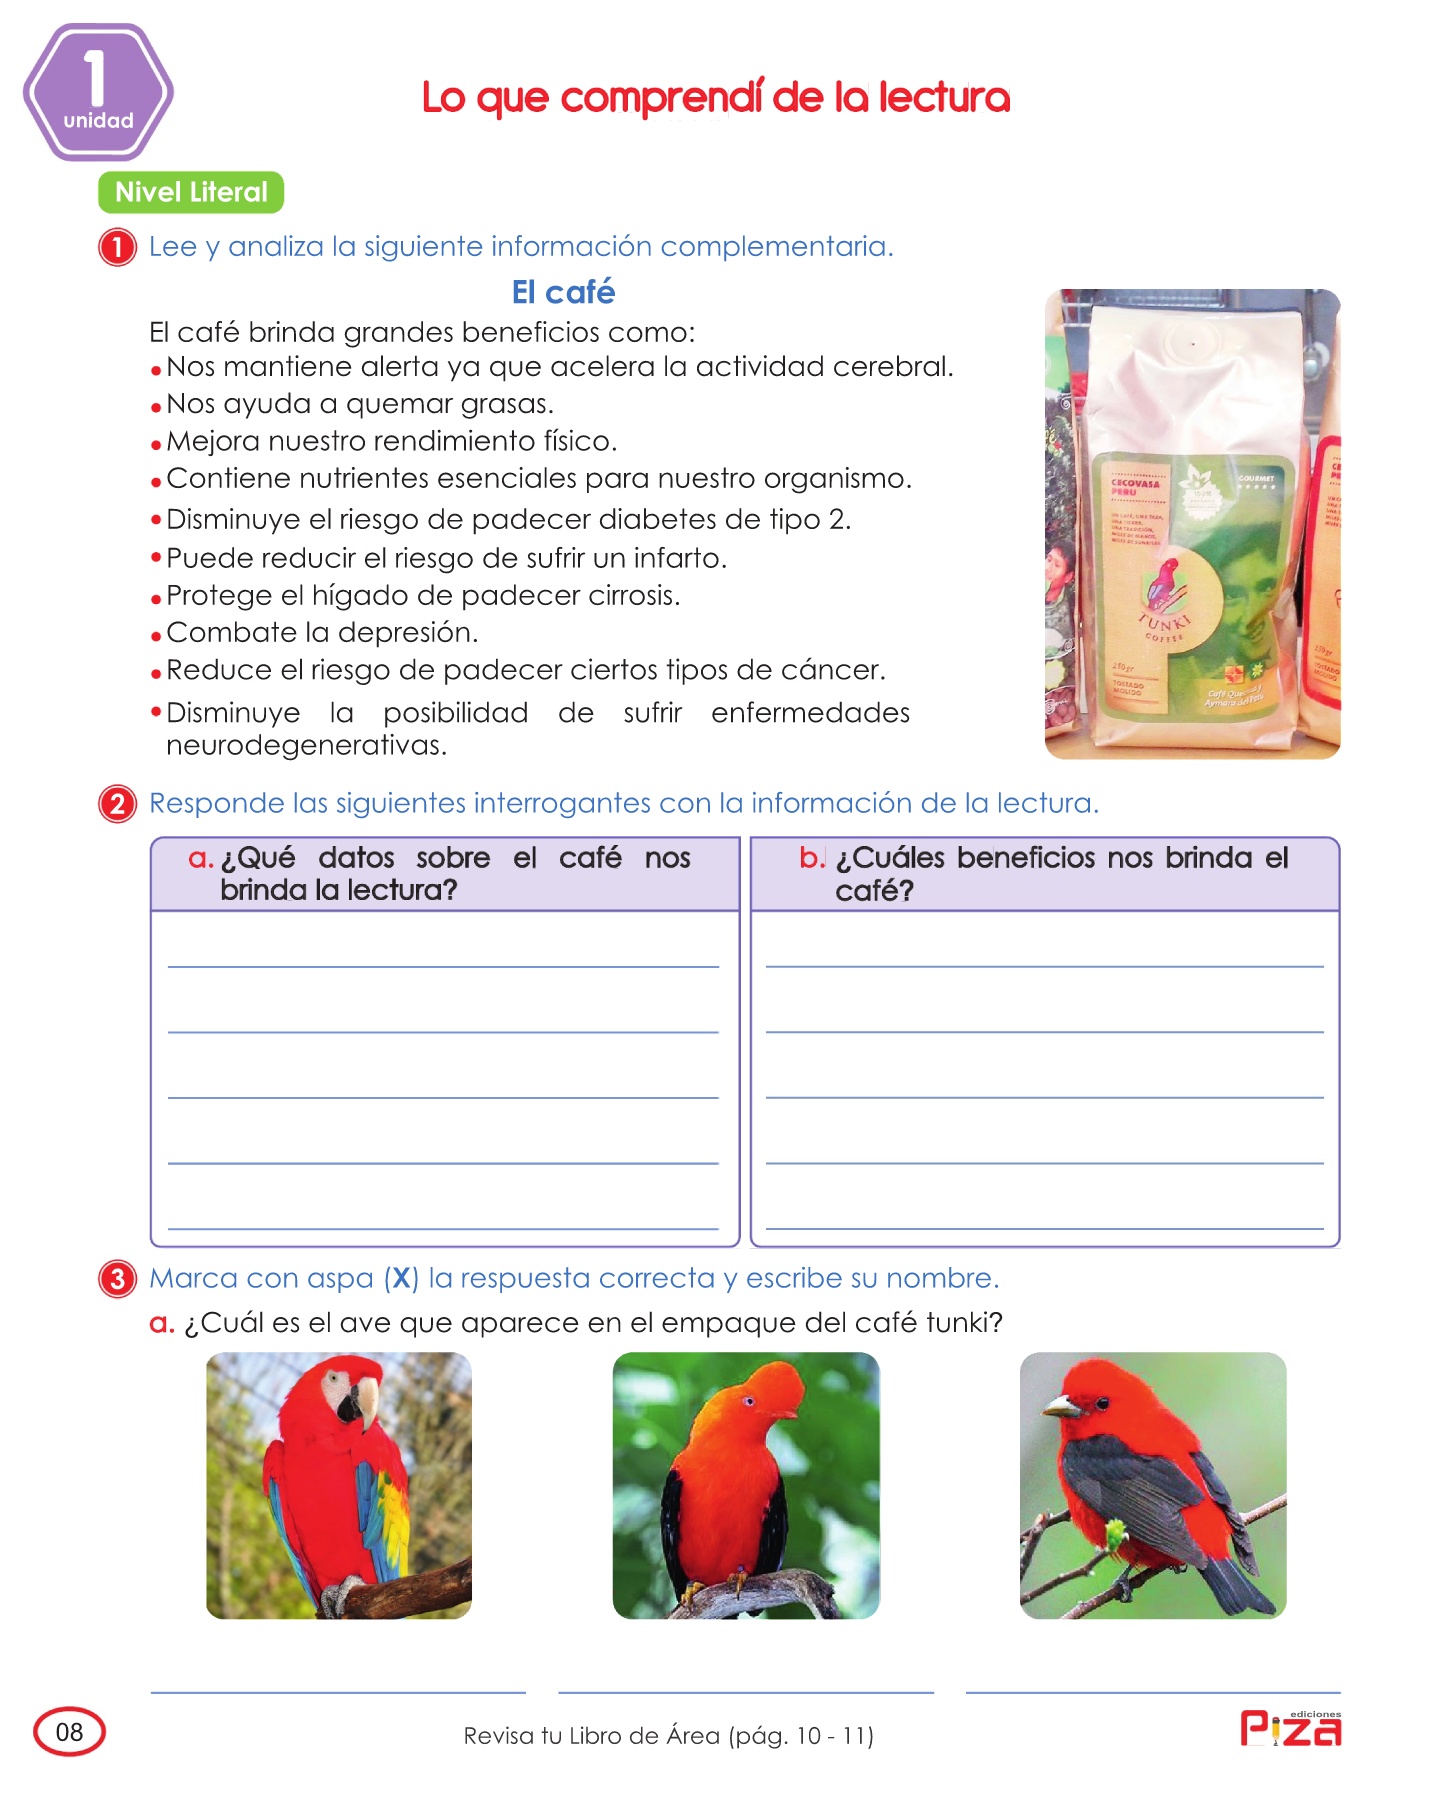 1
unidad
Lo que comprendí de la lectura
Nivel Literal
1 Lee y analiza la siguiente información complementaria.
El café
El café brinda grandes beneficios como:
•Nos mantiene alerta ya que acelera la actividad cerebral.
•Nos ayuda a quemar grasas.
•Mejora nuestro rendimiento físico.
•Contiene nutrientes esenciales para nuestro organismo.
•Disminuye el riesgo de padecer diabetes de tipo 2.
•Puede reducir el riesgo de sufrir un infarto.
•Protege el hígado de padecer cirrosis.
•Combate la depresión.
•Reduce el riesgo de padecer ciertos tipos de cáncer.
•Disminuye la posibilidad de sufrir enfermedades
neurodegenerativas.
CECOVASA
PERU
GOURMET
TUNKI
COFFEE
250gr
TOSTADO
MOLIDO
2 Responde las siguientes interrogantes con la información de la lectura.
a. ¿Qué datos sobre el café nos
brinda la lectura?
b. ¿Cuáles beneficios nos brinda el
café?
3 Marca con aspa (X) la respuesta correcta y escribe su nombre.
a. ¿Cuál es el ave que aparece en el empaque del café tunki?
08
Revisa tu Libro de Área (pág. 10 - 11)
ediciones
Piza